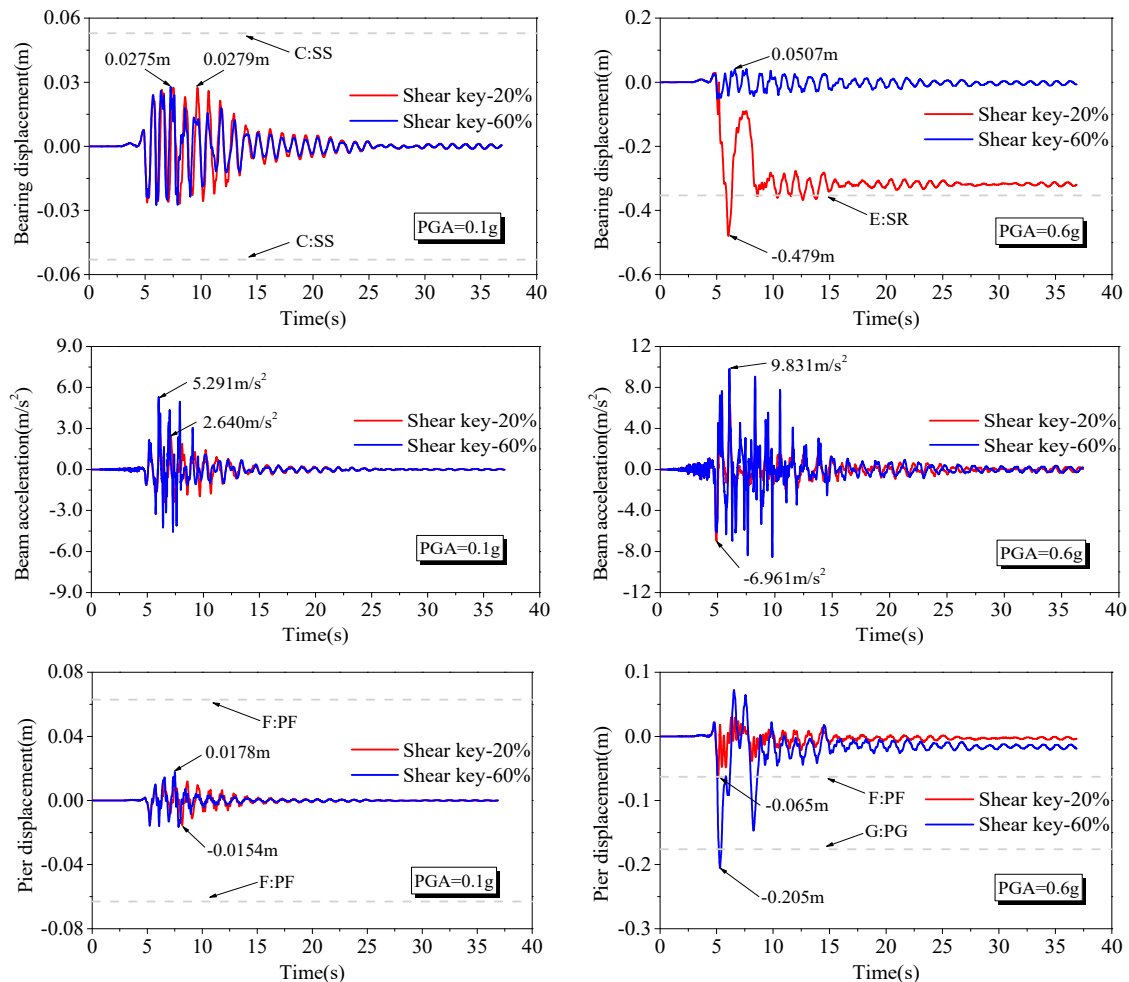 0.06
0.03
0.00
-0.03
-0.06
Bearing displacement(m)
C:SS
0.0275m
0.0279m
Shear key-20%
Shear key-60%
PGA=0.1g
C:SS
0 5 10 15 20 25 30 35 40
Time(s)
0.2
0.0
-0.2
-0.4
-0.6
Bearing displacement(m)
0.0507m
Shear key-20%
Shear key-60%
E:SR
PGA=0.6g
-0.479m
0 5 10 15 20 25 30 35 40
Time(s)
9.0
6.0
3.0
0.0
-3.0
-6.0
-9.0
Beam acceleration(m/s²)
5.291m/s²
2.640m/s²
Shear key-20%
Shear key-60%
PGA=0.1g
0 5 10 15 20 25 30 35 40
Time(s)
12
8
4
0
-4
-8
-12
Beam acceleration(m/s²)
9.831m/s²
Shear key-20%
Shear key-60%
PGA=0.6g
-6.961m/s²
0 5 10 15 20 25 30 35 40
Time(s)
0.08
0.04
0.00
-0.04
-0.08
Pier displacement(m)
F:PF
0.0178m
Shear key-20%
Shear key-60%
-0.0154m
F:PF
PGA=0.1g
0 5 10 15 20 25 30 35 40
Time(s)
0.1
0.0
-0.1
-0.2
-0.3
Pier displacement(m)
-0.065m
F:PF
Shear key-20%
Shear key-60%
G:PG
-0.205m
PGA=0.6g
0 5 10 15 20 25 30 35 40
Time(s)